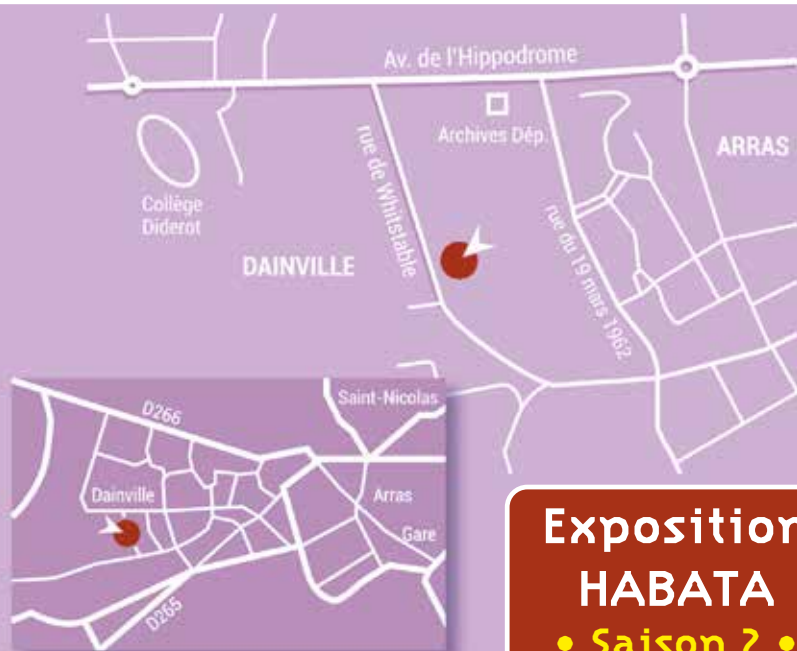 Av. de l'Hippodrome
Archives Dép.
ARRAS
rue de Whitstable
Collège
Diderot
DAINVILLE
rue du 19 mars 1962
D266
Saint-Nicolas
Dainville
Arras
Gare
D265
Exposition
HABATA
• Saison 2 •